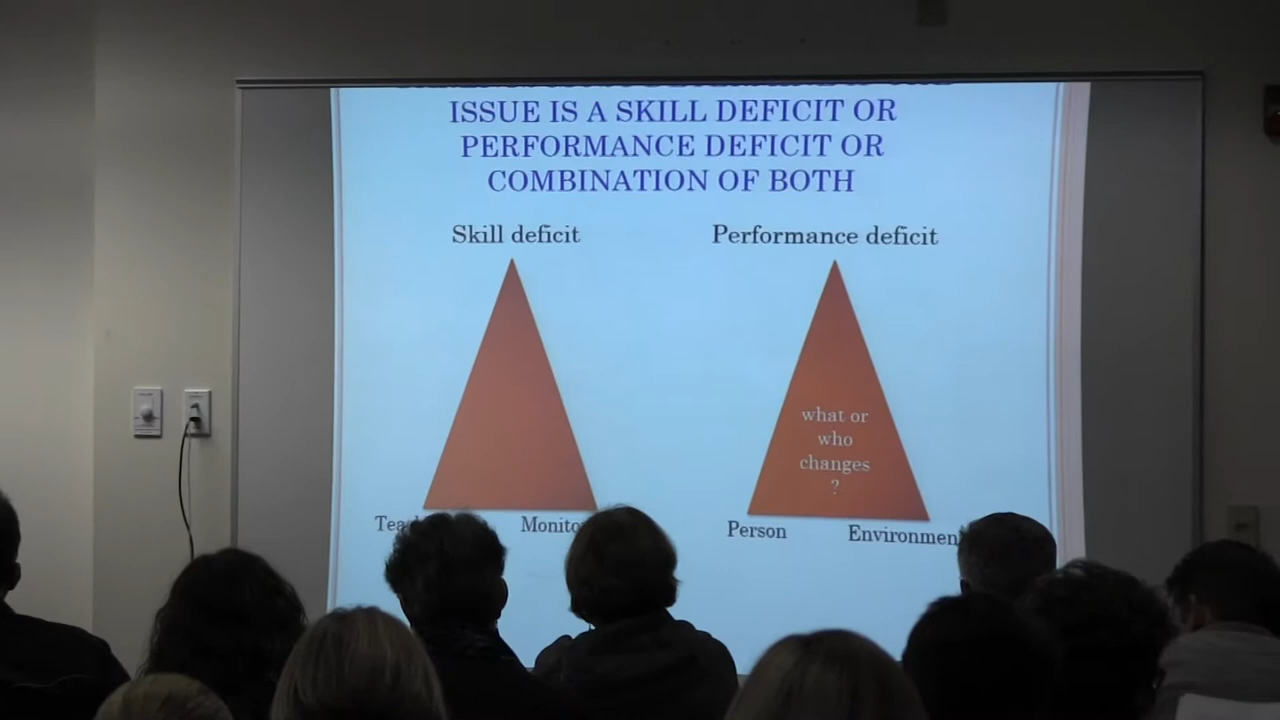 ISSUE IS A SKILL DEFICIT OR
PERFORMANCE DEFICIT OR
COMBINATION OF BOTH
Skill deficit
Performance deficit
what or
who
changes
?
Person